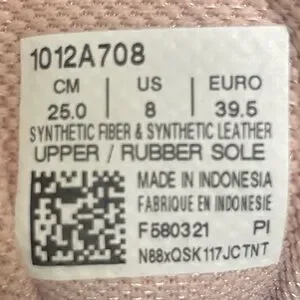 1012A708
CM | US | EURO
25.0 | 8 | 39.5
SYNTHETIC FIBER & SYNTHETIC LEATHER
UPPER / RUBBER SOLE
MADE IN INDONESIA
FABRIQUE EN INDONESIE
F580321 PI
N88xQSK117JCTNT